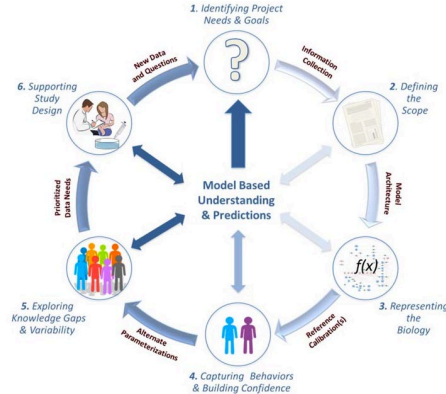 1. Identifying Project
Needs & Goals
Information
Collection
2. Defining
the
Scope
Model
Architecture
f(x)
3. Representing
the
Biology
Reference
Calibration(s)
4. Capturing Behaviors
& Building Confidence
Alternate
Parameterizations
5. Exploring
Knowledge Gaps
& Variability
Prioritized
Data Needs
6. Supporting
Study
Design
New Data
and Questions
?
Model Based
Understanding
& Predictions